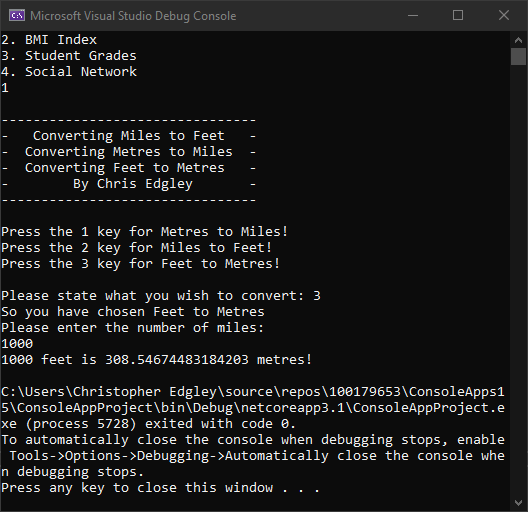 Microsoft Visual Studio Debug Console
2. BMI Index
3. Student Grades
4. Social Network
1
--------------------------------
-   Converting Miles to Feet   -
-  Converting Metres to Miles  -
-  Converting Feet to Metres   -
-        By Chris Edgley       -
--------------------------------
Press the 1 key for Metres to Miles!
Press the 2 key for Miles to Feet!
Press the 3 key for Feet to Metres!
Please state what you wish to convert: 3
So you have chosen Feet to Metres
Please enter the number of miles:
1000
1000 feet is 308.54674483184203 metres!
C:\Users\Christopher Edgley\source\repos\100179653\ConsoleApps1
5\ConsoleAppProject\bin\Debug\netcoreapp3.1\ConsoleAppProject.e
xe (process 5728) exited with code 0.
To automatically close the console when debugging stops, enable
 Tools->Options->Debugging->Automatically close the console whe
n debugging stops.
Press any key to close this window . . .